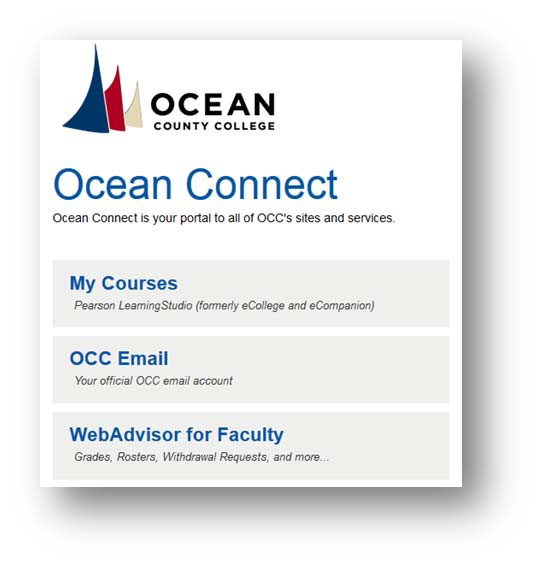 OCEAN
COUNTY COLLEGE
Ocean Connect
Ocean Connect is your portal to all of OCC's sites and services.
My Courses
Pearson LearningStudio (formerly eCollege and eCompanion)
OCC Email
Your official OCC email account
WebAdvisor for Faculty
Grades, Rosters, Withdrawal Requests, and more...